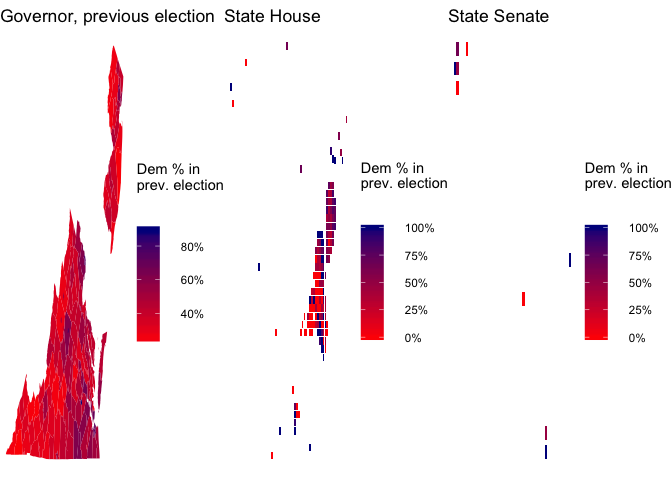 Governor, previous election
State House
State Senate
Dem % in
prev. election
80%
60%
40%
Dem % in
prev. election
100%
75%
50%
25%
0%
Dem % in
prev. election
100%
75%
50%
25%
0%